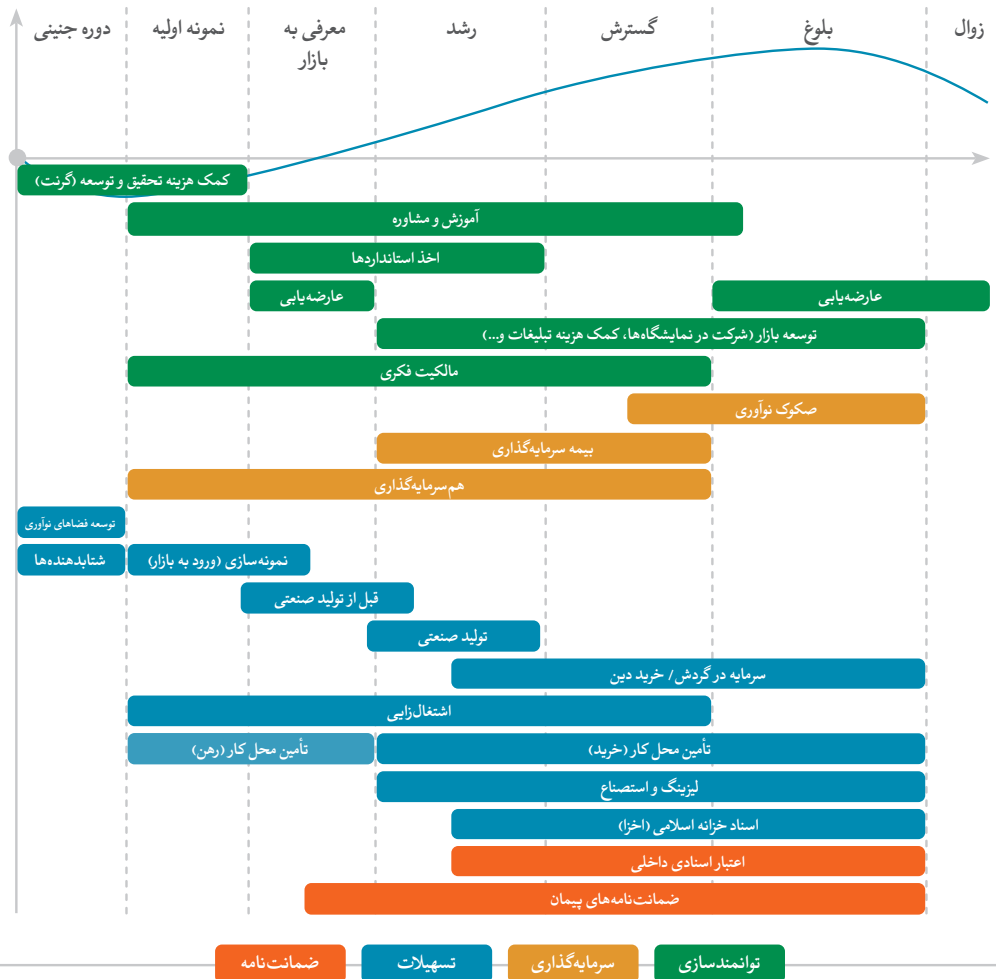 دوره جنینی
نمونه اولیه
معرفی به
بازار
رشد
گسترش
بلوغ
زوال
کمک هزینه تحقیق و توسعه (گرنت)
آموزش و مشاوره
اخذ استانداردها
عارضه‌یابی
عارضه‌یابی
توسعه بازار (شرکت در نمایشگاه‌ها، کمک هزینه تبلیغات و...)
مالکیت فکری
صکوک نوآوری
بیمه سرمایه‌گذاری
هم‌سرمایه‌گذاری
توسعه فضاهای نوآوری
شتابدهنده‌ها
نمونه‌سازی (ورود به بازار)
قبل از تولید صنعتی
تولید صنعتی
سرمایه در گردش/ خرید دین
اشتغال‌زایی
تأمین محل کار (رهن)
تأمین محل کار (خرید)
لیزینگ و استصناع
اسناد خزانه اسلامی (اخزا)
اعتبار اسنادی داخلی
ضمانت‌نامه‌های پیمان
توانمندسازی
سرمایه‌گذاری
تسهیلات
ضمانت‌نامه